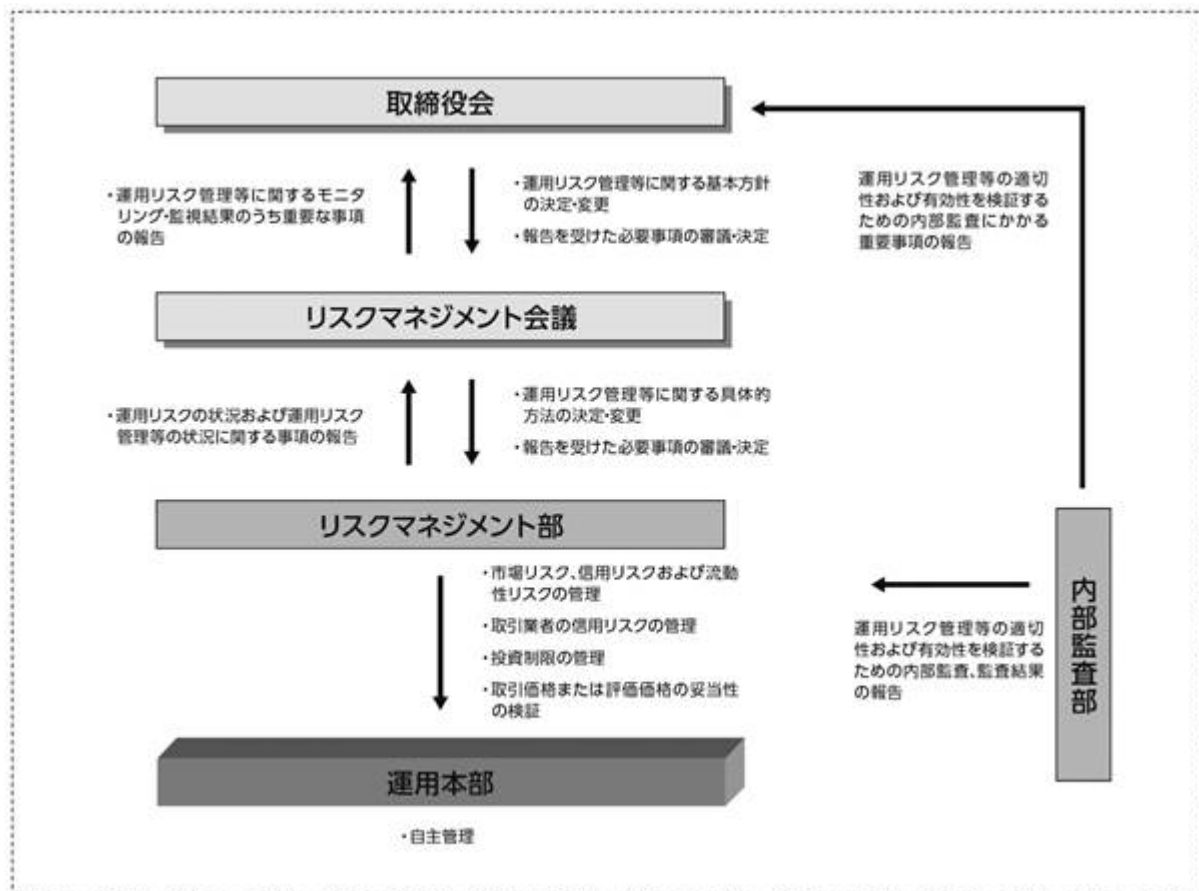 取締役会
・運用リスク管理等に関するモニタ
リング・監視結果のうち重要な事項
の報告
・運用リスク管理等に関する基本方針
の決定・変更
・報告を受けた必要事項の審議・決定
運用リスク管理等の適切
性および有効性を検証す
るための内部監査にかかる
重要事項の報告
リスクマネジメント会議
・運用リスクの状況および運用リスク
管理等の状況に関する事項の報告
・運用リスク管理等に関する具体的
方法の決定・変更
・報告を受けた必要事項の審議・決定
リスクマネジメント部
・市場リスク、信用リスクおよび流動
性リスクの管理
・取引業者の信用リスクの管理
・投資制限の管理
・取引価格または評価価格の妥当性
の検証
運用リスク管理等の適切
性および有効性を検証する
ための内部監査、監査結果
の報告
内部監査部
運用本部
・自主管理